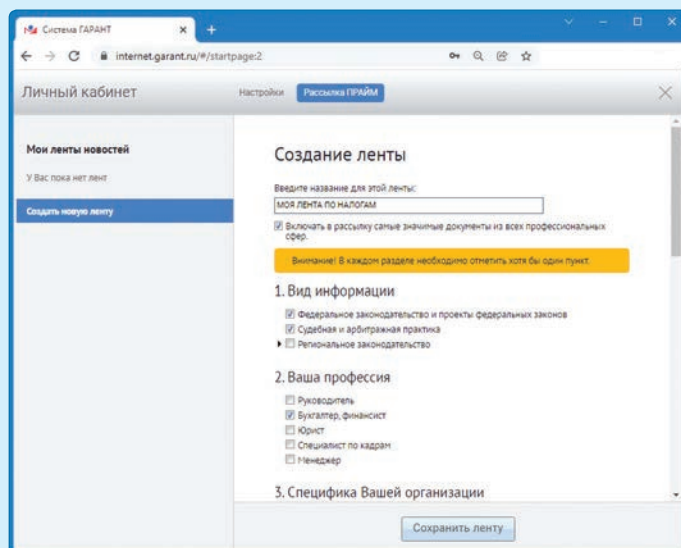 Система ГАРАНТ
internet.garant.ru/#/startpage:2
Личный кабинет
Настройки
Рассылка ПРАЙМ
Мои ленты новостей
У Вас пока нет лент
Создать новую ленту
Создание ленты
Введите название для этой ленты:
МОЯ ЛЕНТА ПО НАЛОГАМ
Включать в рассылку самые значимые документы из всех профессиональных
сфер.
Внимание! В каждом разделе необходимо отметить хотя бы один пункт.
1. Вид информации
Федеральное законодательство и проекты федеральных законов
Судебная и арбитражная практика
Региональное законодательство
2. Ваша профессия
Руководитель
Бухгалтер, финансист
Юрист
Специалист по кадрам
Менеджер
3. Специфика Вашей организации
Сохранить ленту